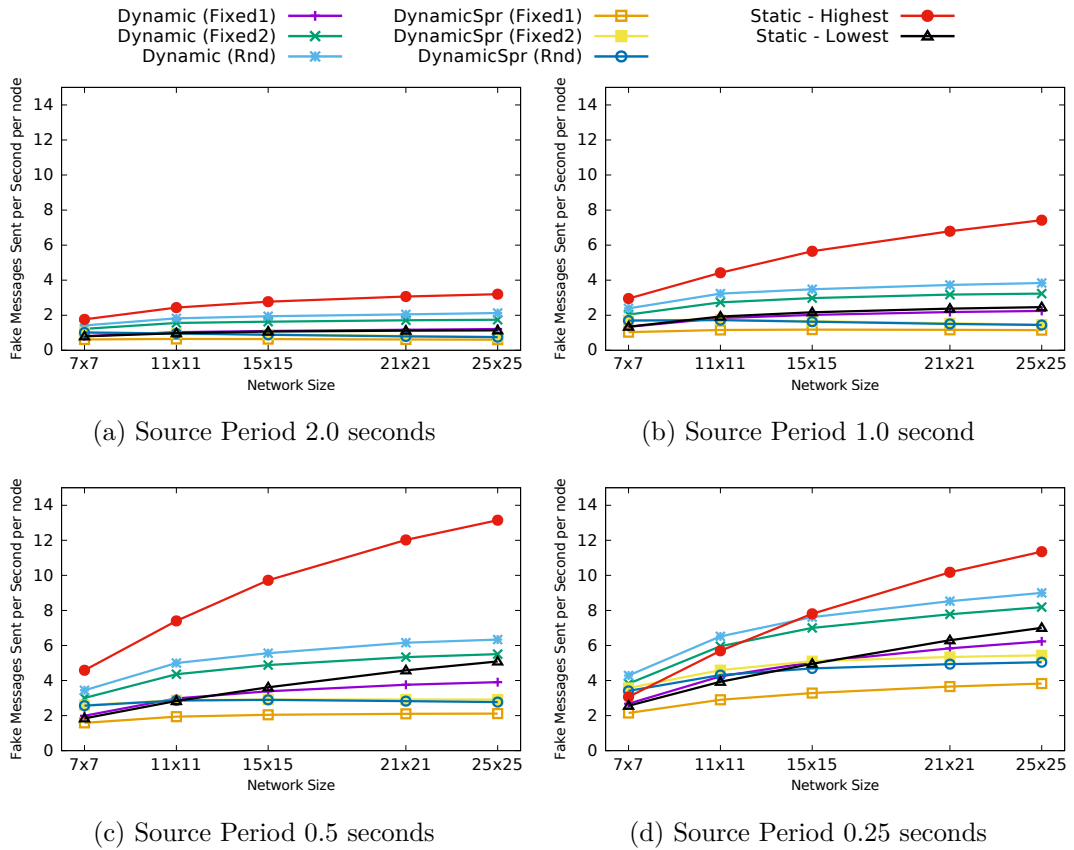 Dynamic (Fixed1)
Dynamic (Fixed2)
Dynamic (Rnd)
DynamicSpr (Fixed1)
DynamicSpr (Fixed2)
DynamicSpr (Rnd)
Static - Highest
Static - Lowest
Fake Messages Sent per Second per node
14
12
10
8
6
4
2
0
7x7 11x11 15x15 21x21 25x25
Network Size
(a) Source Period 2.0 seconds
Fake Messages Sent per Second per node
14
12
10
8
6
4
2
0
7x7 11x11 15x15 21x21 25x25
Network Size
(b) Source Period 1.0 second
Fake Messages Sent per Second per node
14
12
10
8
6
4
2
0
7x7 11x11 15x15 21x21 25x25
Network Size
(c) Source Period 0.5 seconds
Fake Messages Sent per Second per node
14
12
10
8
6
4
2
0
7x7 11x11 15x15 21x21 25x25
Network Size
(d) Source Period 0.25 seconds